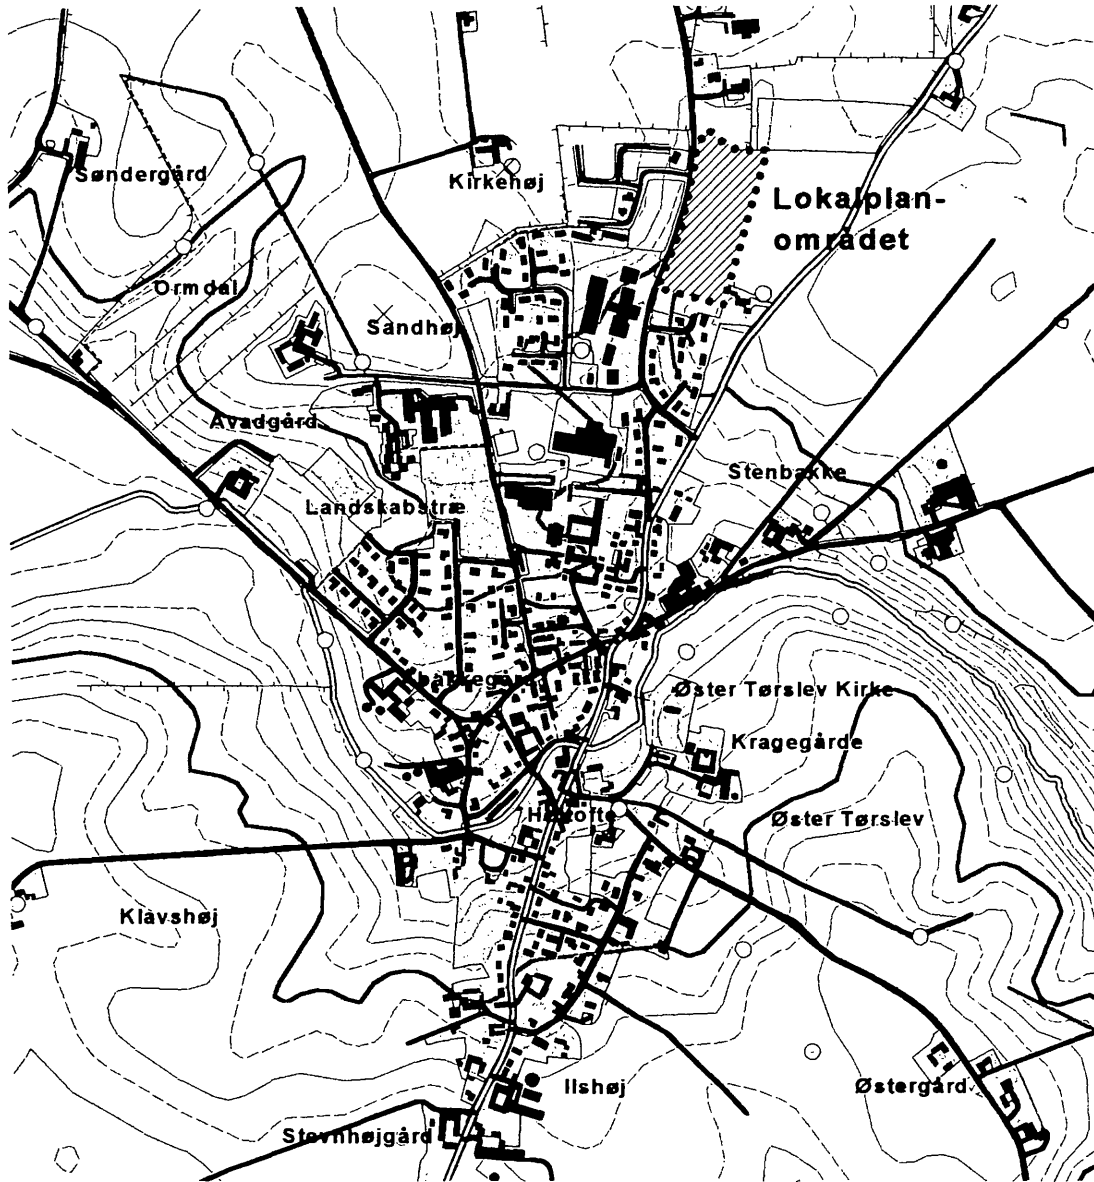 Søndergård
Kirkehøj
Lokalplan-
området
Ormdal
Sandhøj
Avadgård
Stenbakke
Landskabstræ
Øster Tørslev Kirke
Kragegårde
Øster Tørslev
Klavshøj
Østergård
Ilshøj
Stevnhøjgård